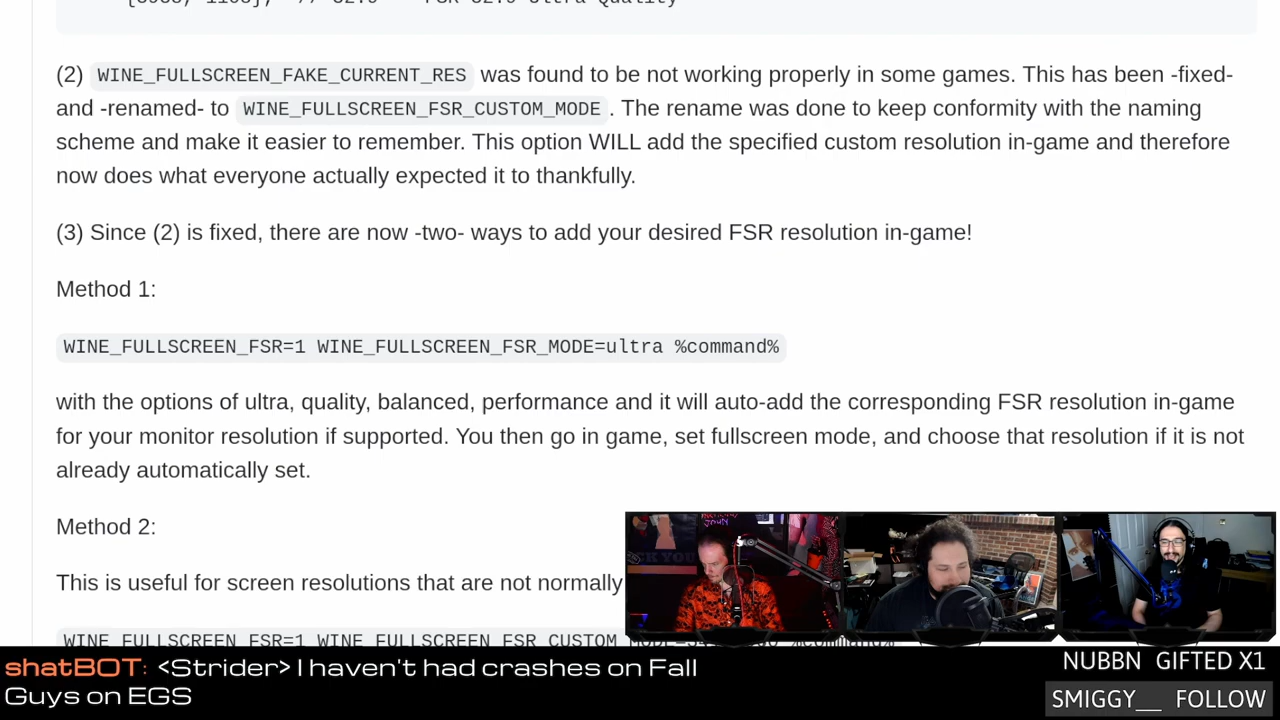 (2) WINE_FULLSCREEN_FAKE_CURRENT_RES was found to be not working properly in some games. This has been -fixed-
and -renamed- to WINE_FULLSCREEN_FSR_CUSTOM_MODE. The rename was done to keep conformity with the naming
scheme and make it easier to remember. This option WILL add the specified custom resolution in-game and therefore
now does what everyone actually expected it to thankfully.
(3) Since (2) is fixed, there are now -two- ways to add your desired FSR resolution in-game!
Method 1:
WINE_FULLSCREEN_FSR=1 WINE_FULLSCREEN_FSR_MODE=ultra %command%
with the options of ultra, quality, balanced, performance and it will auto-add the corresponding FSR resolution in-game
for your monitor resolution if supported. You then go in game, set fullscreen mode, and choose that resolution if it is not
already automatically set.
Method 2:
This is useful for screen resolutions that are not normally
WINE_FULLSCREEN_FSR=1 WINE_FULLSCREEN_FSR_CUSTOM
shatBOT: <Strider> I haven't had crashes on Fall
Guys on EGS
NUBBN GIFTED X1
SMIGGY__ FOLLOW